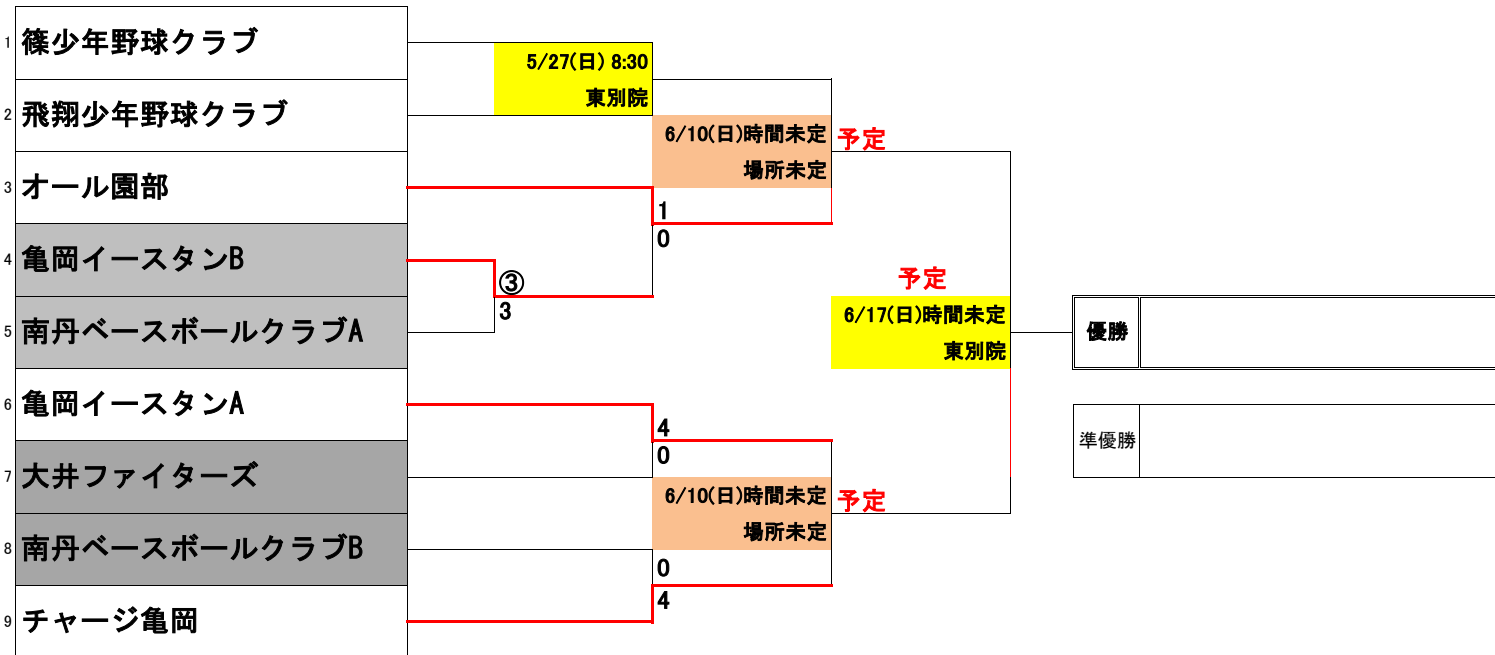 1 篠少年野球クラブ
5/27(日) 8:30
東別院
2 飛翔少年野球クラブ
6/10(日)時間未定
場所未定
予定
3 オール園部
1
0
4 亀岡イースタンB
③
3
5 南丹ベースボールクラブA
予定
6/17(日)時間未定
東別院
優勝
6 亀岡イースタンA
4
0
準優勝
7 大井ファイターズ
6/10(日)時間未定
場所未定
予定
8 南丹ベースボールクラブB
0
4
9 チャージ亀岡